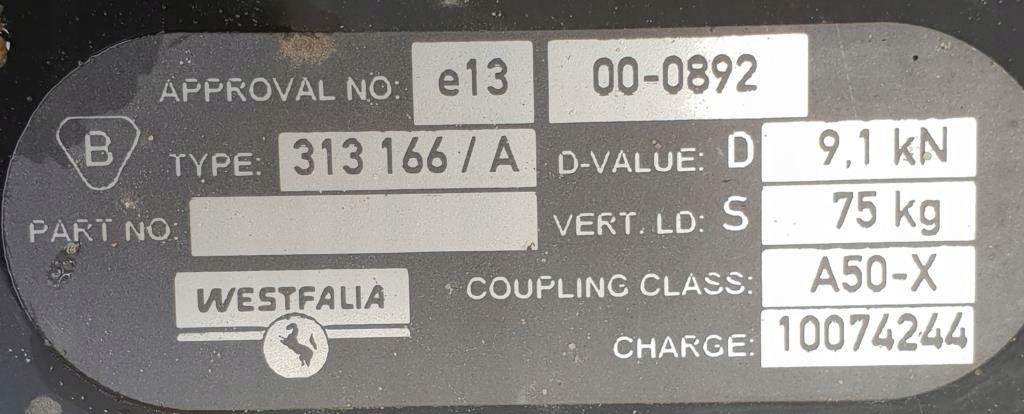 APPROVAL NO: e13 00-0892
B
TYPE: 313 166 / A D-VALUE: D 9,1 kN
PART NO: VERT. LD: S 75 kg
WESTFALIA COUPLING CLASS: A50-X
CHARGE: 10074244